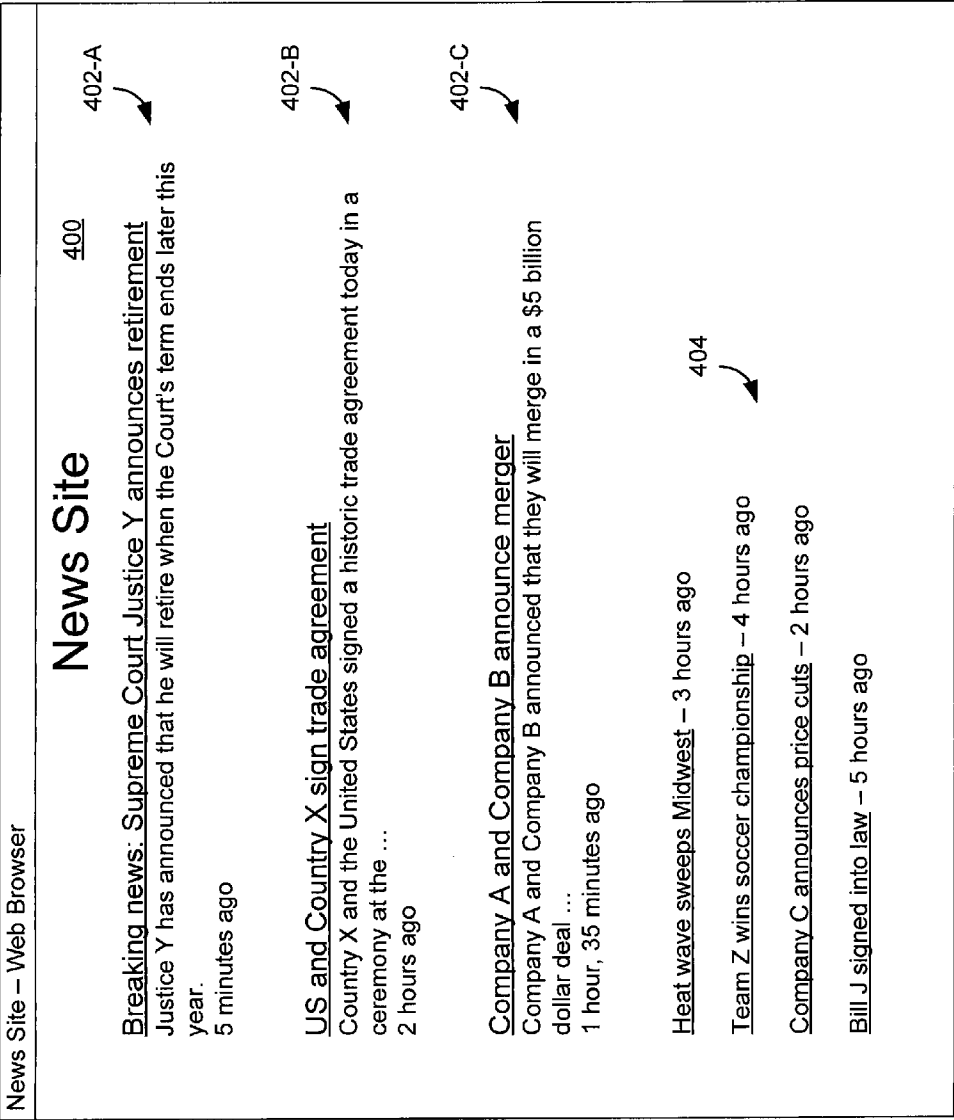 News Site – Web Browser
News Site
400
Breaking news: Supreme Court Justice Y announces retirement
402-A
Justice Y has announced that he will retire when the Court's term ends later this
year.
5 minutes ago
US and Country X sign trade agreement
402-B
Country X and the United States signed a historic trade agreement today in a
ceremony at the ...
2 hours ago
Company A and Company B announce merger
402-C
Company A and Company B announced that they will merge in a $5 billion
dollar deal ...
1 hour, 35 minutes ago
Heat wave sweeps Midwest – 3 hours ago
404
Team Z wins soccer championship – 4 hours ago
Company C announces price cuts – 2 hours ago
Bill J signed into law – 5 hours ago